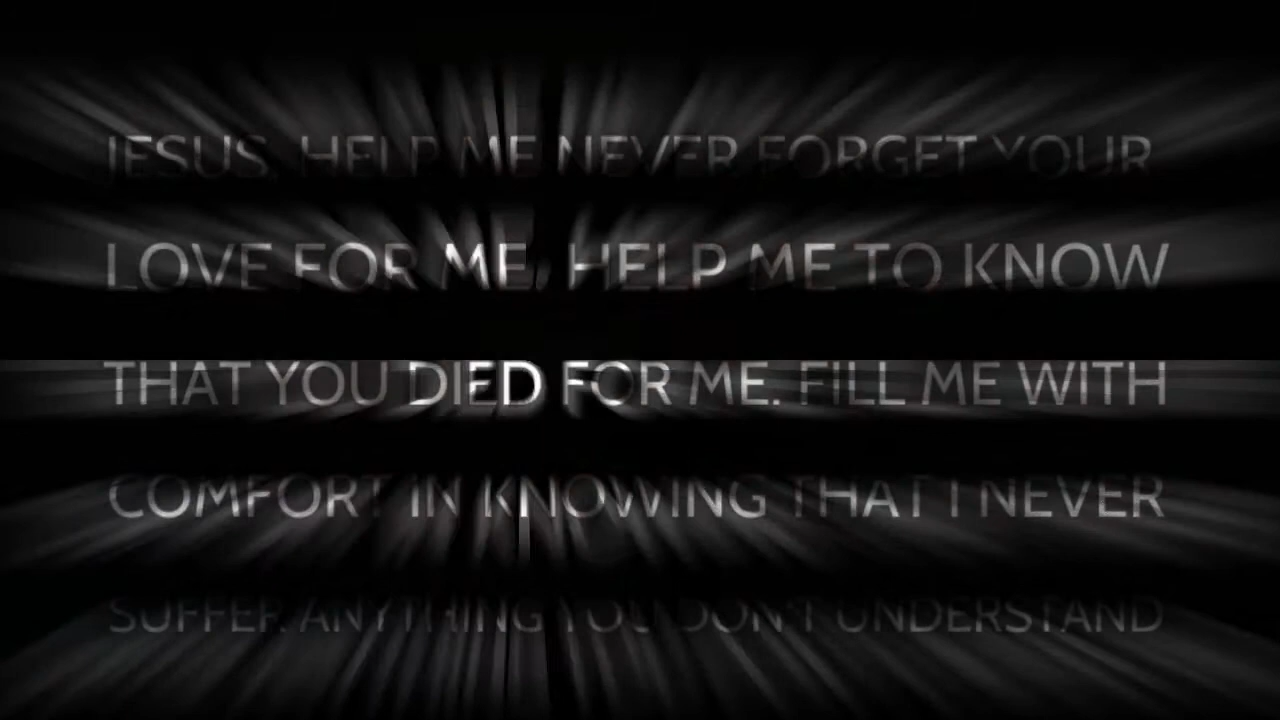 JESUS, HELP ME NEVER FORGET YOUR
LOVE FOR ME. HELP ME TO KNOW
THAT YOU DIED FOR ME. FILL ME WITH
COMFORT IN KNOWING THAT I NEVER
SUFFER ANYTHING YOU DON'T UNDERSTAND